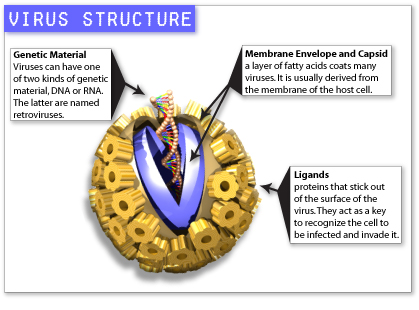 VIRUS STRUCTURE
Genetic Material
Viruses can have one
of two kinds of genetic
material, DNA or RNA.
The latter are named
retroviruses.
Membrane Envelope and Capsid
a layer of fatty acids coats many
viruses. It is usually derived from
the membrane of the host cell.
Ligands
proteins that stick out
of the surface of the
virus. They act as a key
to recognize the cell to
be infected and invade it.